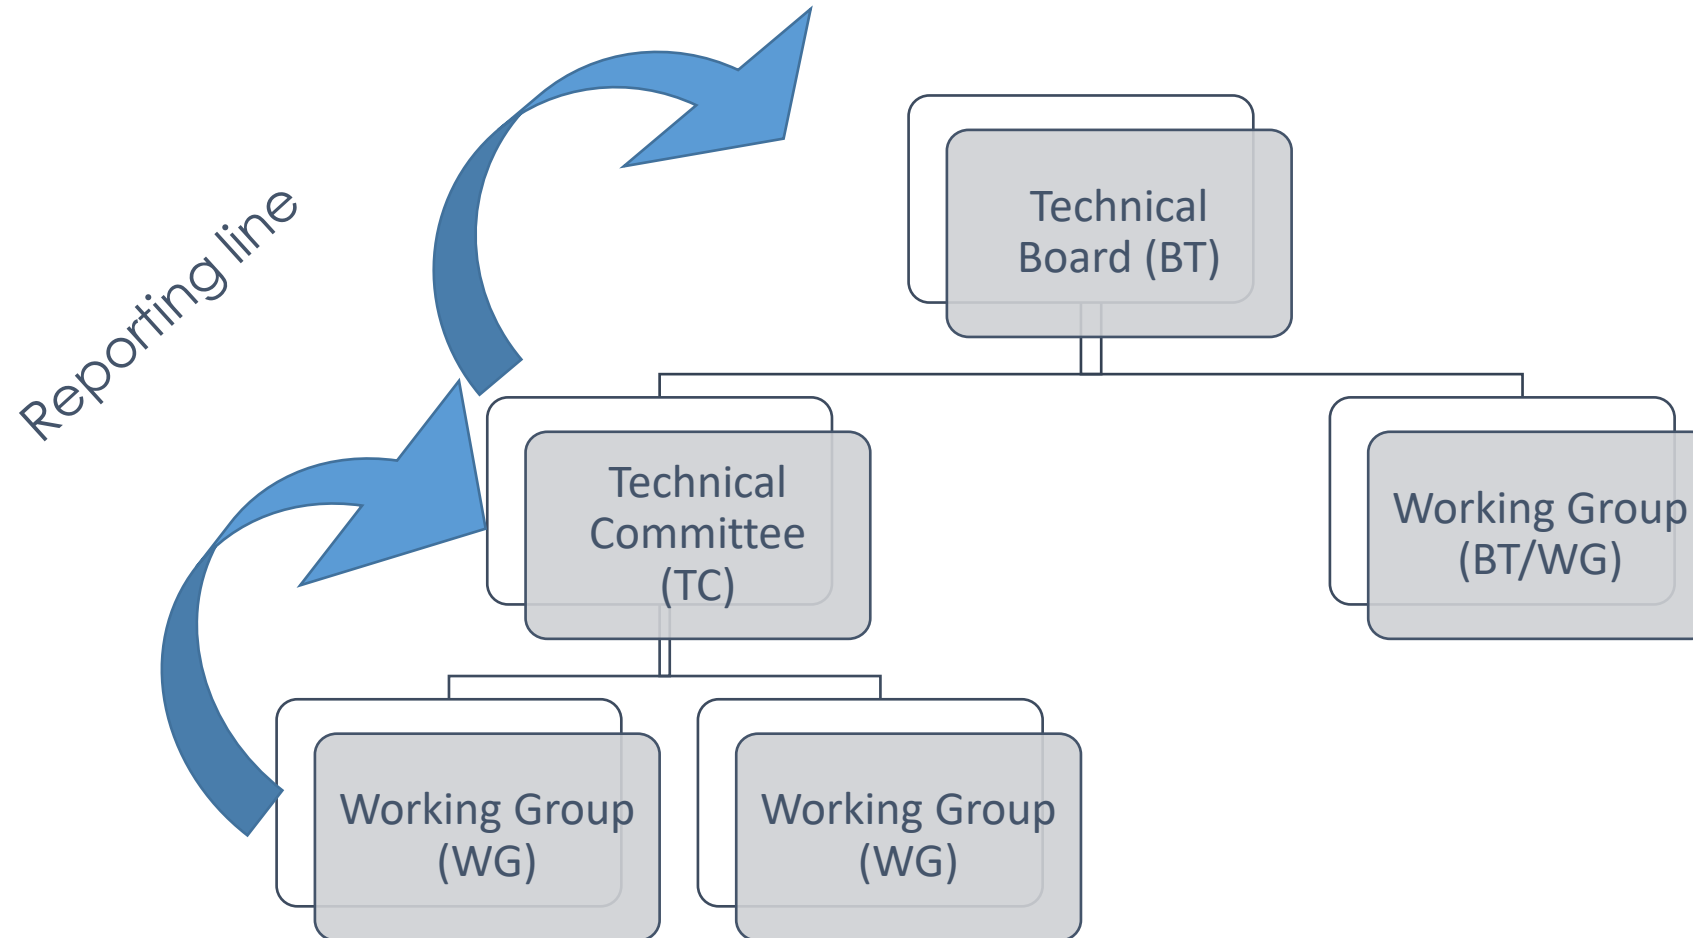 Reporting line
Technical
Board (BT)
Technical
Committee
(TC)
Working Group
(BT/WG)
Working Group
(WG)
Working Group
(WG)